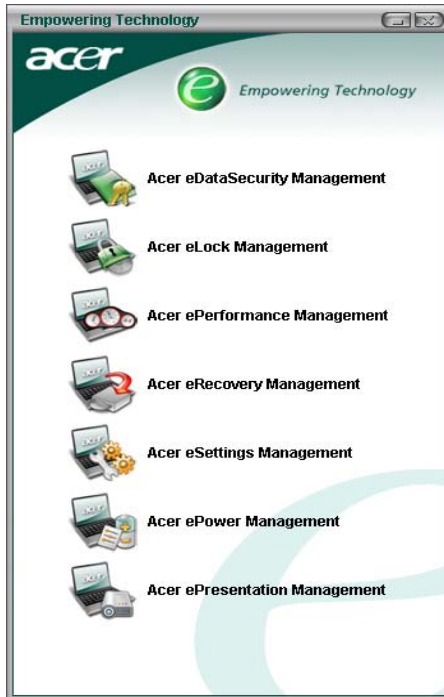 Empowering Technology
acer
e Empowering Technology
Acer eDataSecurity Management
Acer eLock Management
Acer ePerformance Management
Acer eRecovery Management
Acer eSettings Management
Acer ePower Management
Acer ePresentation Management